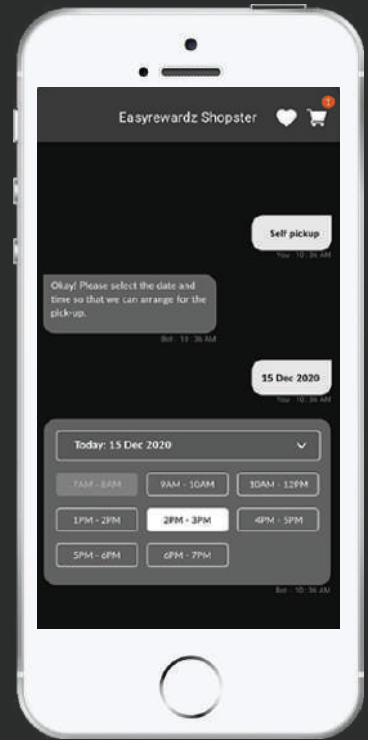 Easyrewardz Shopster
1
Self pickup
You - 10:36 AM
Okay! Please select the date and
time so that we can arrange for the
pick-up.
Bot - 10:36 AM
15 Dec 2020
You - 10:36 AM
Today: 15 Dec 2020
7AM - 8AM 9AM - 10AM 10AM - 12PM
1PM - 2PM 2PM - 3PM 4PM - 5PM
5PM - 6PM 6PM - 7PM
Bot - 10:36 AM